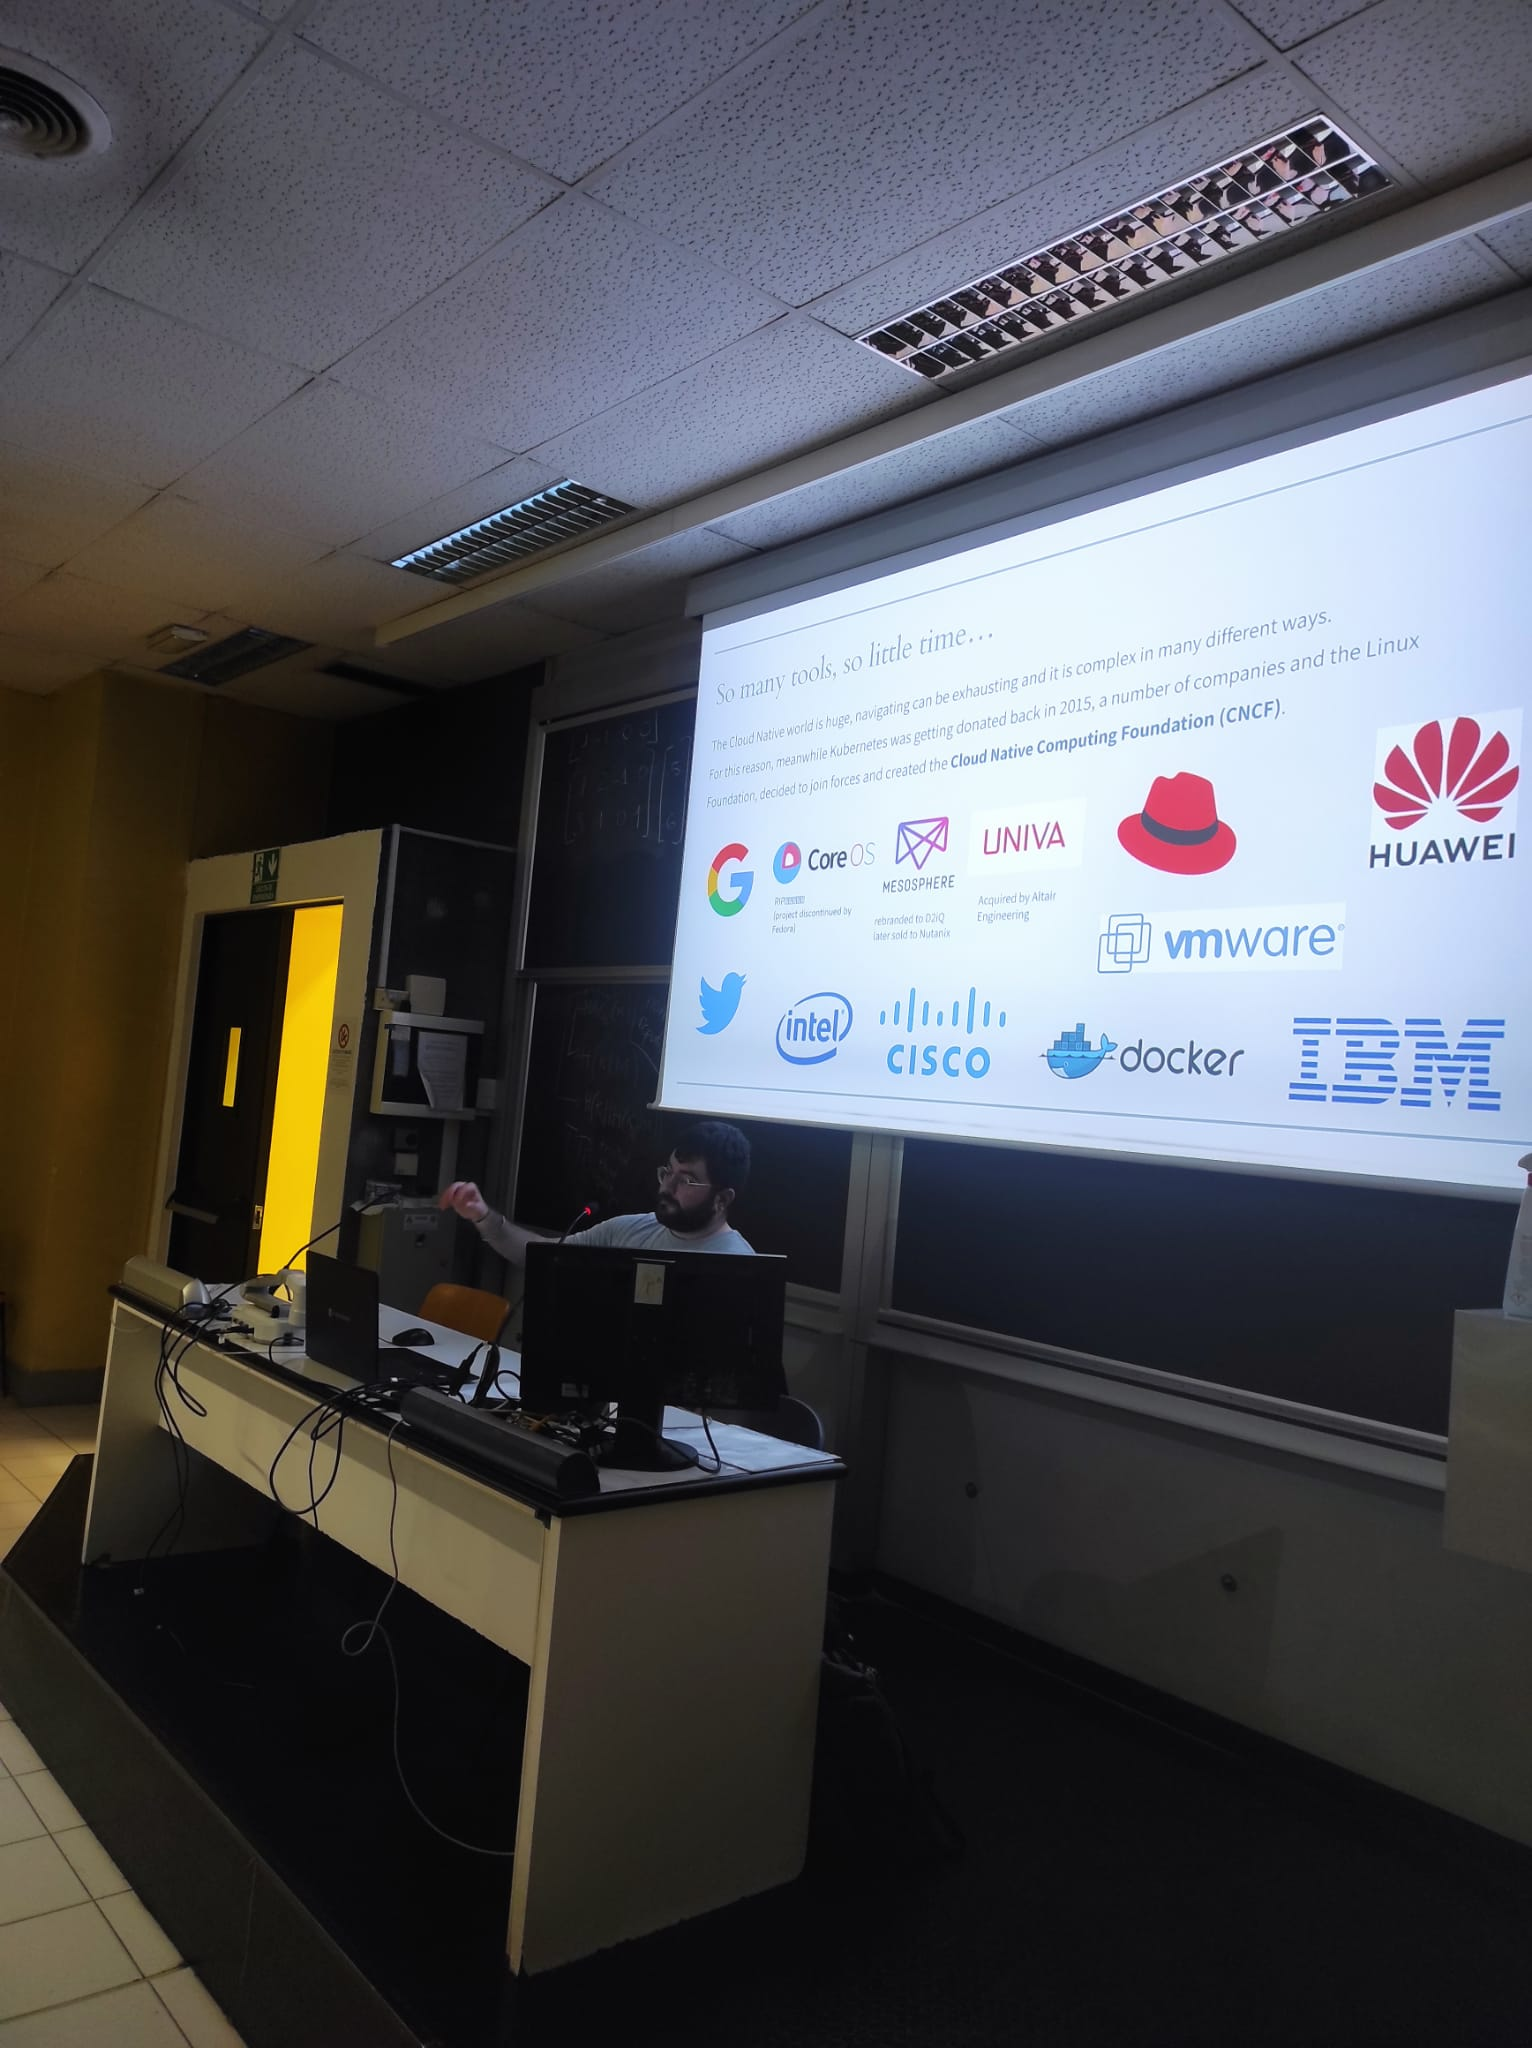 So many tools, so little time…
The Cloud Native world is huge, navigating can be exhausting and it is complex in many different ways.
For this reason, meanwhile Kubernetes was getting donated back in 2015, a number of companies and the Linux
Foundation, decided to join forces and created the Cloud Native Computing Foundation (CNCF).
G
CoreOS
RIP
(project discontinued by
Fedora)
MESOSPHERE
rebranded to D2iQ
later sold to Nutanix
UNIVA
Acquired by Altair
Engineering
HUAWEI
vmware®
intel
CISCO
docker
IBM